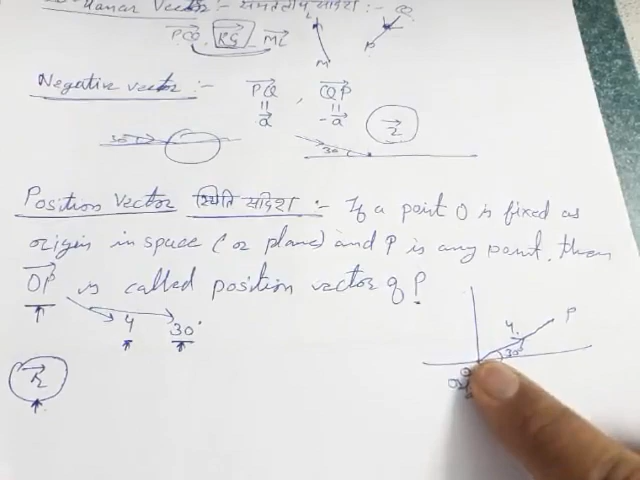 Planar Vector :- समतलीय सदिश :-
L
Q
PQ, RS, ML
P
M
Negative vector :- PQ , QP
= =
a -a
r
30° 30°
Position Vector स्थिति सदिश :- If a point O is fixed as
origin in space (or plane) and P is any point, then
OP is called position vector of P.
4 30°
r
P
4
30°
O